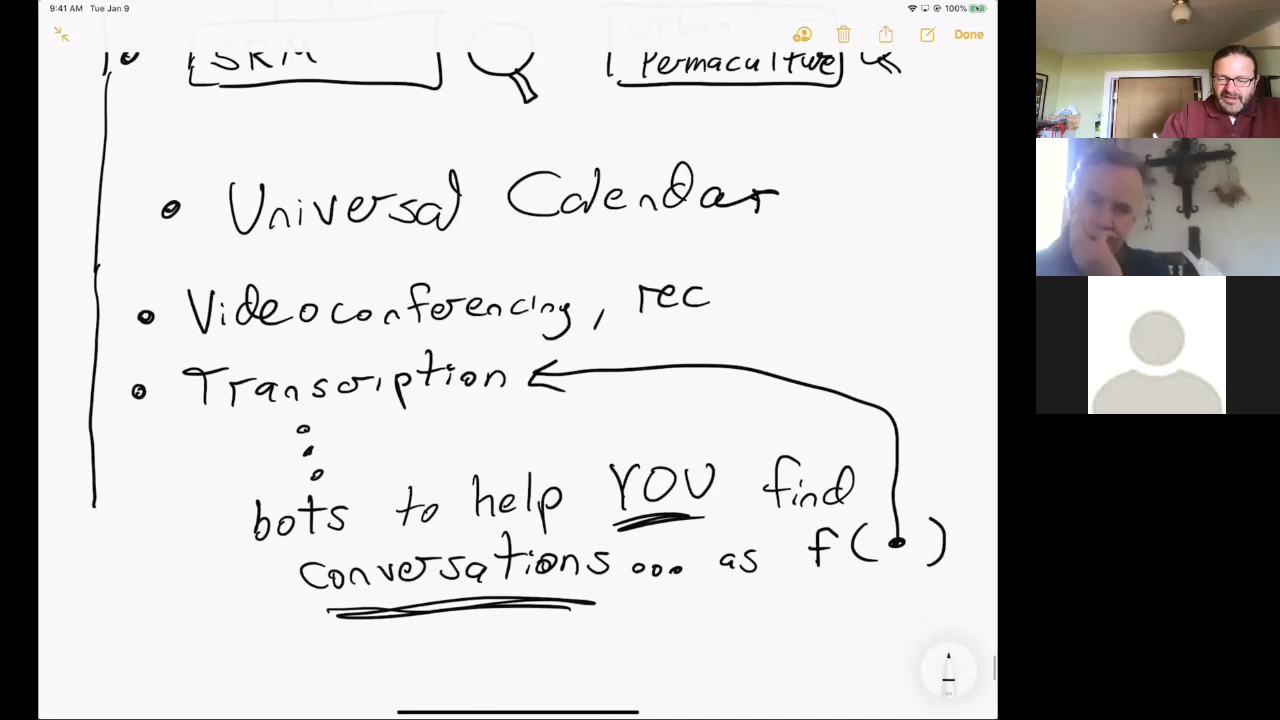 9:41 AM Tue Jan 9
100%
Done
Urban
SRM
Permaculture
Universal Calendar
Videoconferencing, rec
Transcription
bots to help YOU find
conversations... as f( )